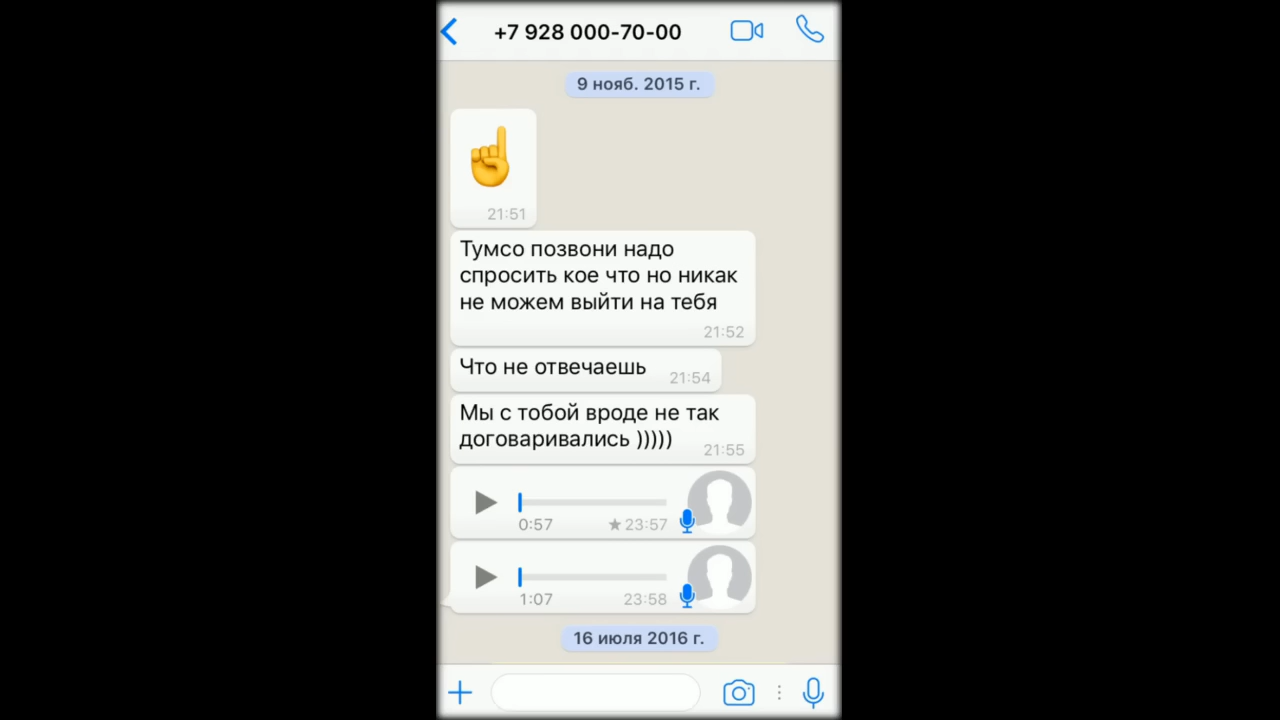 +7 928 000-70-00
9 нояб. 2015 г.
☝
21:51
Тумсо позвони надо
спросить кое что но никак
не можем выйти на тебя
21:52
Что не отвечаешь 21:54
Мы с тобой вроде не так
договаривались ))))) 21:55
0:57 ★ 23:57
1:07 23:58
16 июля 2016 г.